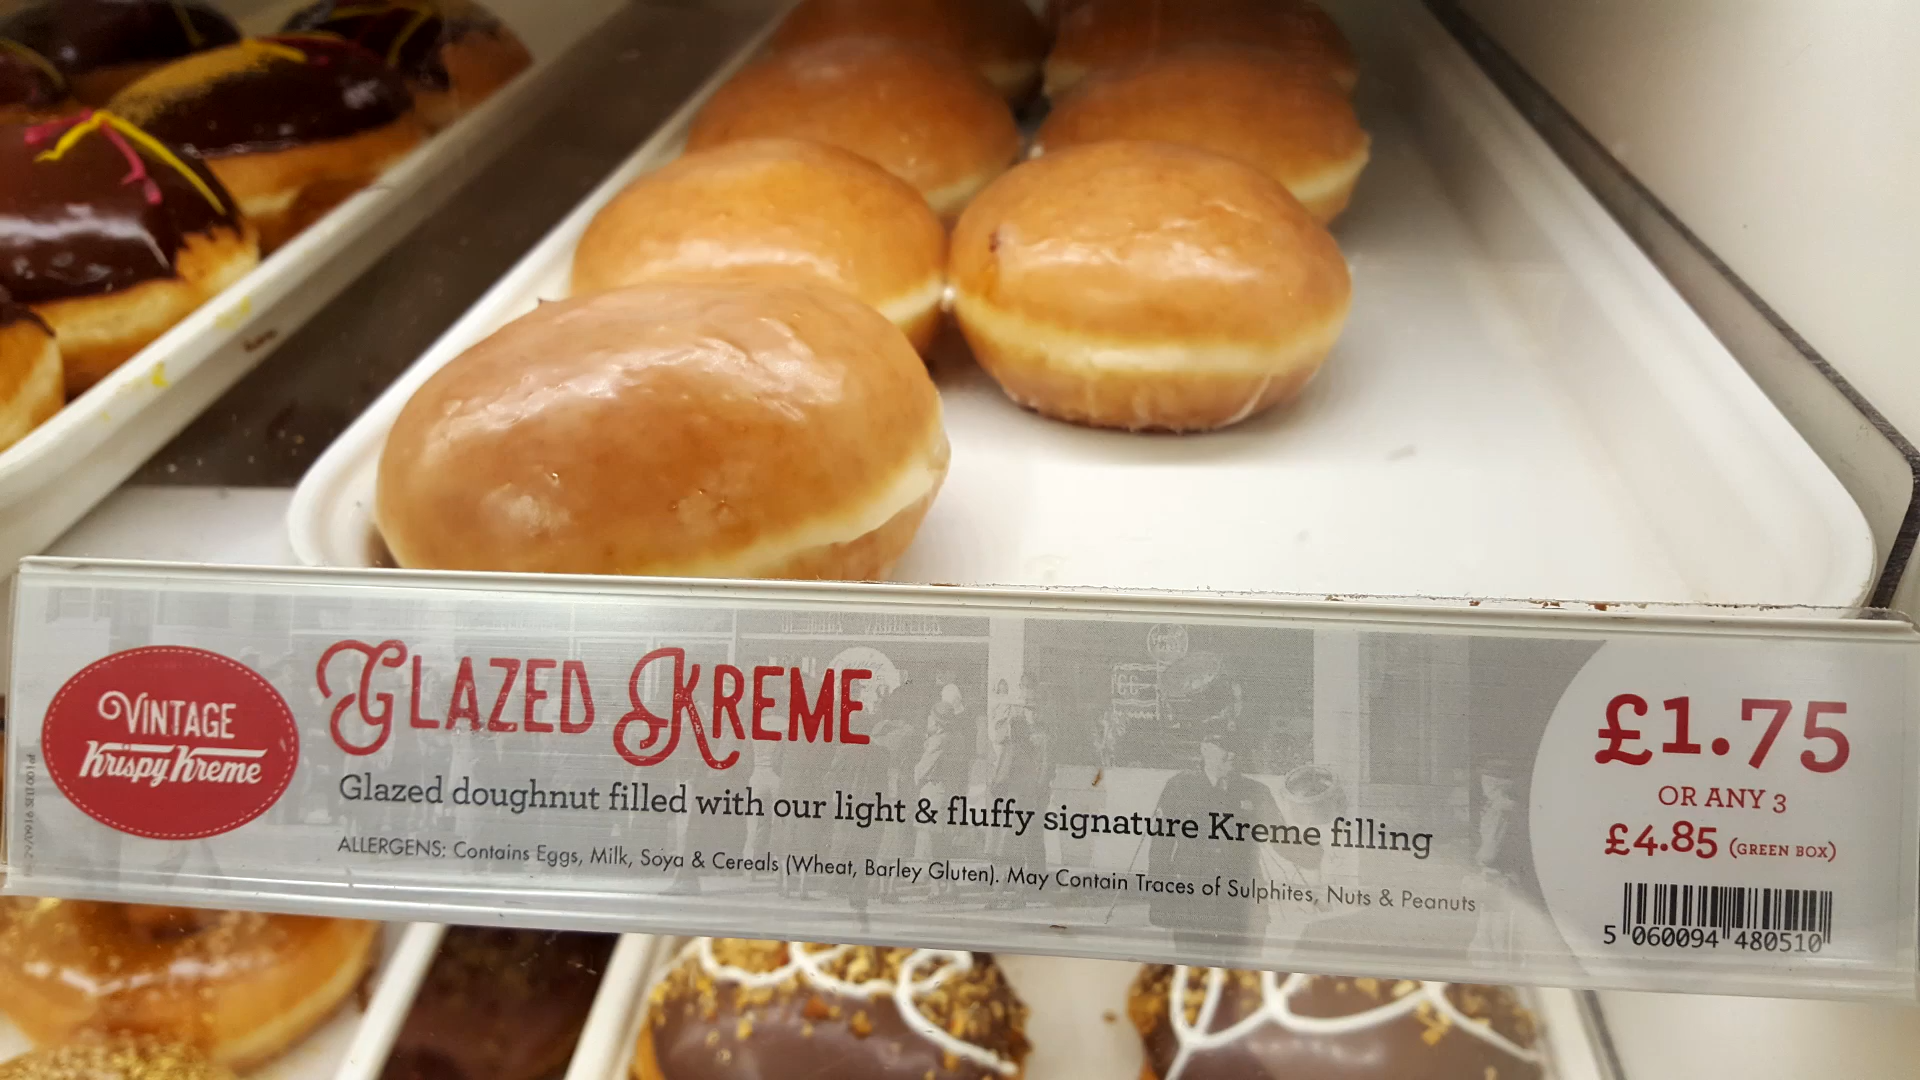 VINTAGE
Krispy Kreme
GLAZED KREME
Glazed doughnut filled with our light & fluffy signature Kreme filling
ALLERGENS: Contains Eggs, Milk, Soya & Cereals (Wheat, Barley Gluten). May Contain Traces of Sulphites, Nuts & Peanuts
£1.75
OR ANY 3
£4.85 (GREEN BOX)
5 060094 480510